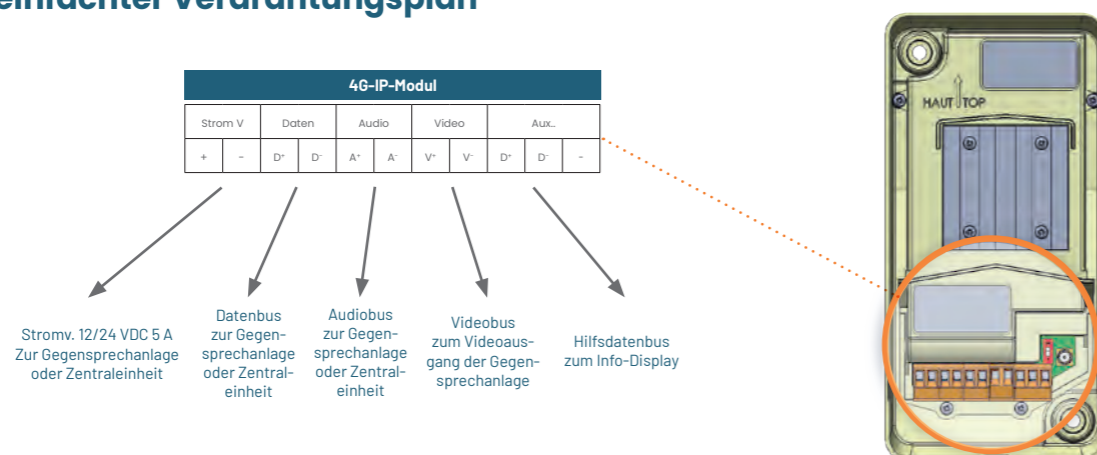 einfachter Verdrahtungsplan
4G-IP-Modul
Strom V Daten Audio Video Aux..
+ - D⁺ D⁻ A⁺ A⁻ V⁺ V⁻ D⁺ D⁻ -
HAUT TOP
Stromv. 12/24 VDC 5 A
Zur Gegensprechanlage
oder Zentraleinheit
Datenbus
zur Gegen-
sprechanlage
oder Zentral-
einheit
Audiobus
zur Gegen-
sprechanlage
oder Zentral-
einheit
Videobus
zum Videoaus-
gang der Gegen-
sprechanlage
Hilfsdatenbus
zum Info-Display